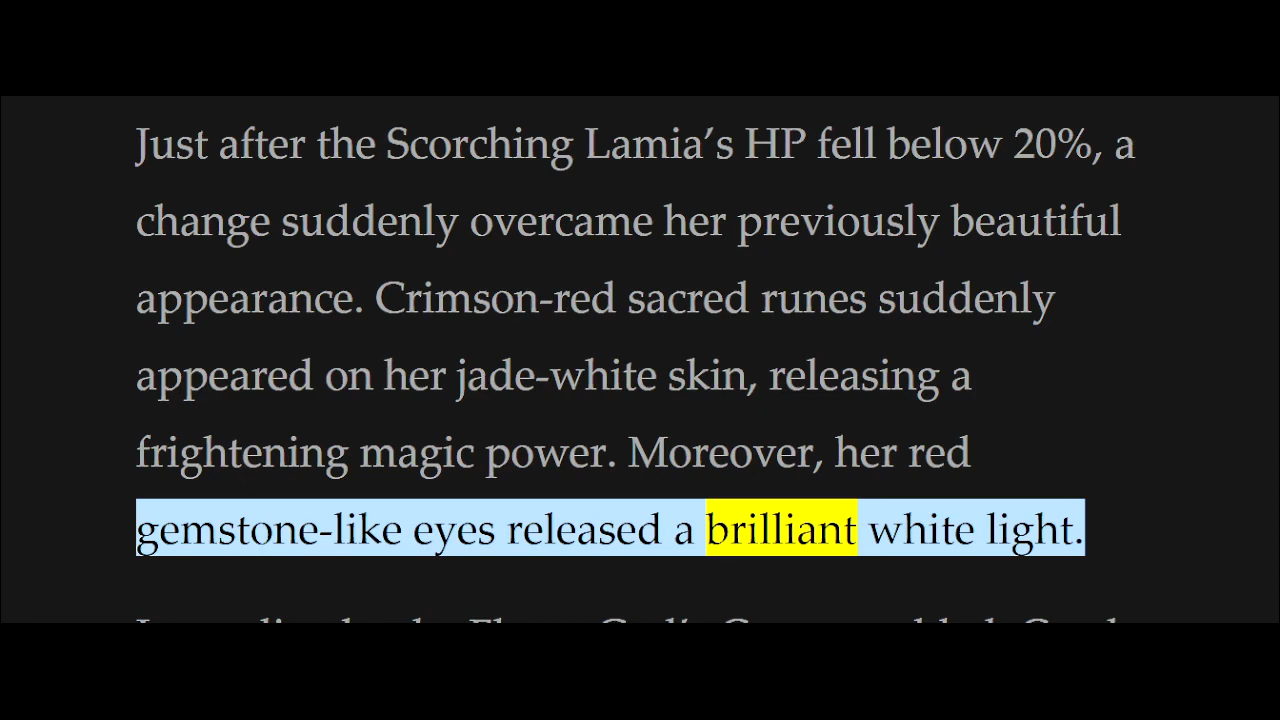 Just after the Scorching Lamia’s HP fell below 20%, a
change suddenly overcame her previously beautiful
appearance. Crimson-red sacred runes suddenly
appeared on her jade-white skin, releasing a
frightening magic power. Moreover, her red
gemstone-like eyes released a brilliant white light.